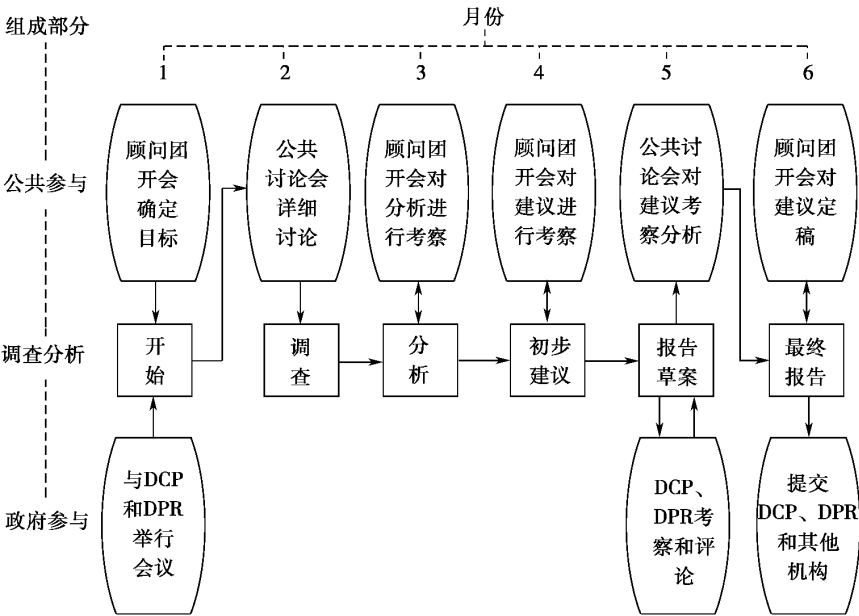 组成部分
月份
1 2 3 4 5 6
公共参与
顾问团
开会
确定
目标
公共
讨论会
详细
讨论
顾问团
开会对
分析进
行考察
顾问团
开会对
建议进
行考察
公共讨
论会对
建议考
察分析
顾问团
开会对
建议定
稿
调查分析
开
始
调
查
分
析
初步
建议
报告
草案
最终
报告
政府参与
与DCP
和DPR
举行
会议
DCP、
DPR考
察和评
论
提交
DCP、DPR
和其他
机构